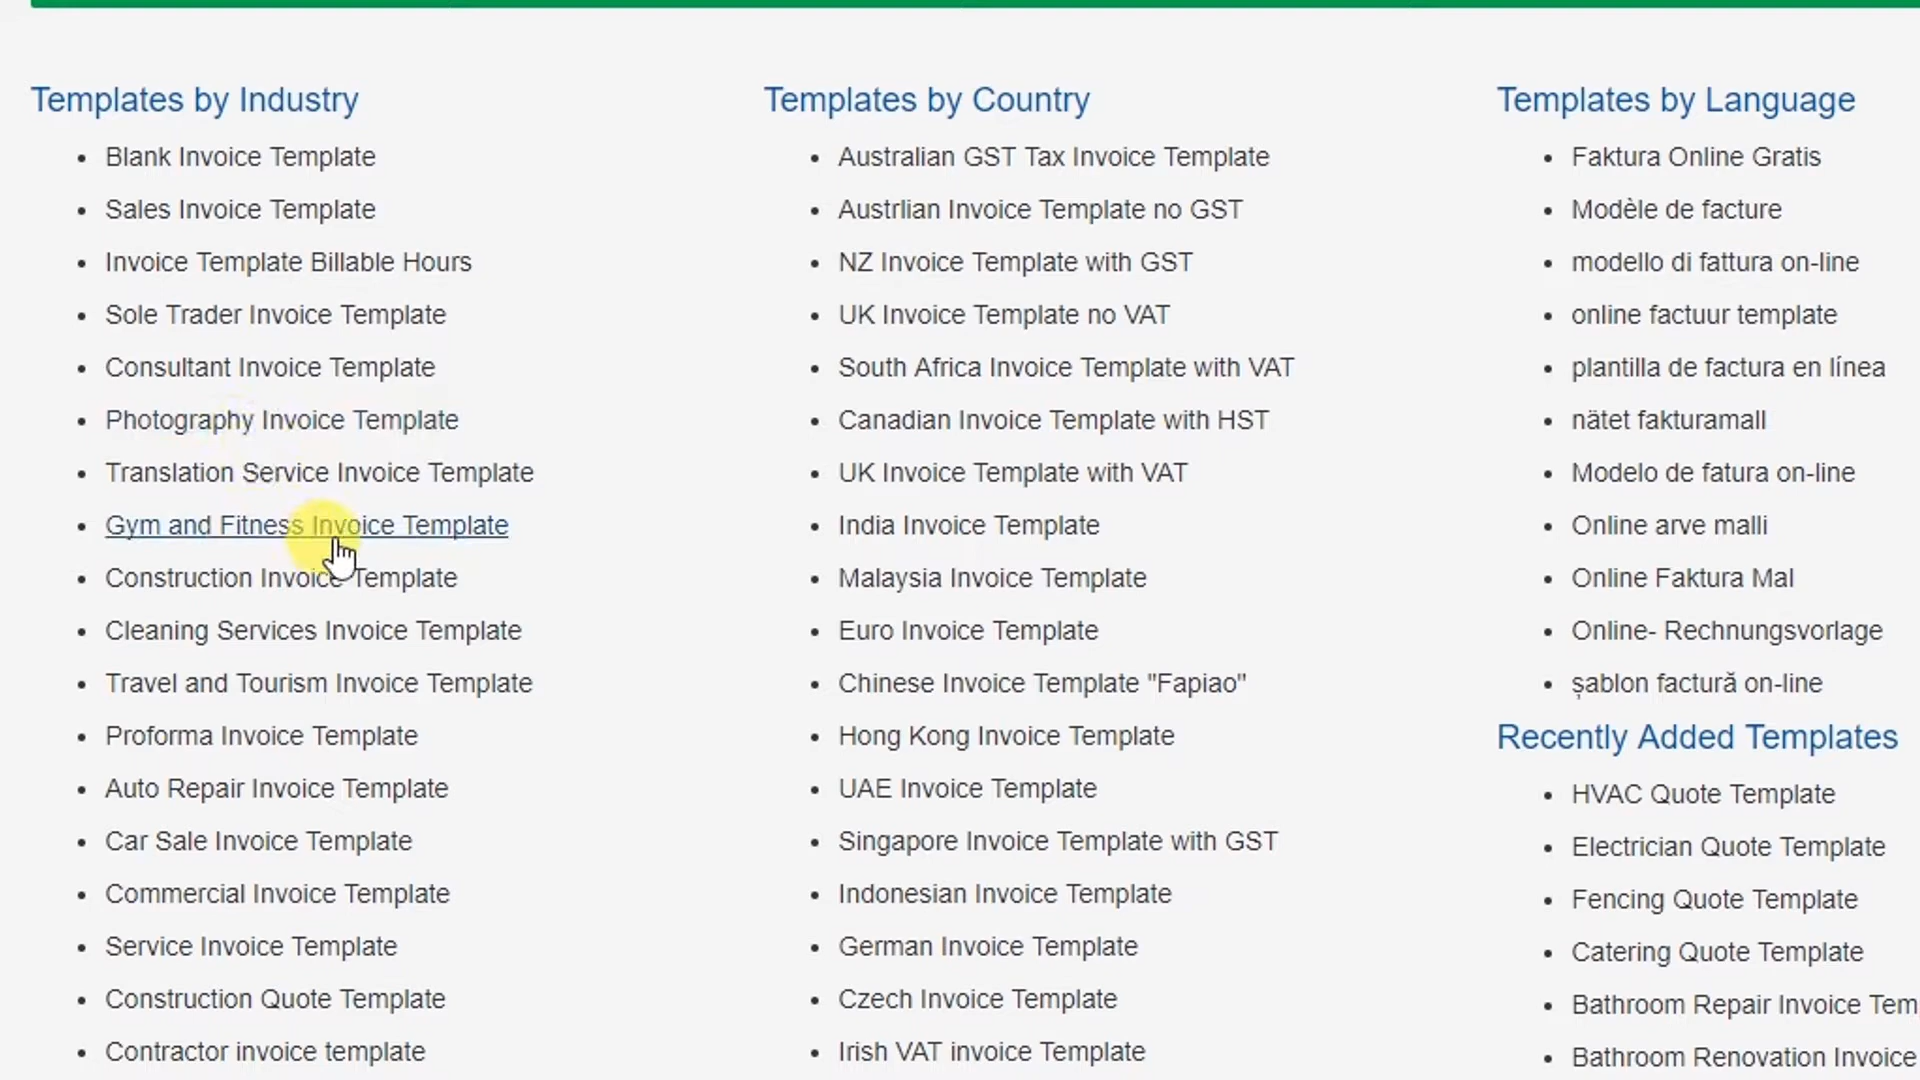 Templates by Industry
Blank Invoice Template
Sales Invoice Template
Invoice Template Billable Hours
Sole Trader Invoice Template
Consultant Invoice Template
Photography Invoice Template
Translation Service Invoice Template
Gym and Fitness Invoice Template
Construction Invoice Template
Cleaning Services Invoice Template
Travel and Tourism Invoice Template
Proforma Invoice Template
Auto Repair Invoice Template
Car Sale Invoice Template
Commercial Invoice Template
Service Invoice Template
Construction Quote Template
Contractor invoice template
Templates by Country
Australian GST Tax Invoice Template
Austrlian Invoice Template no GST
NZ Invoice Template with GST
UK Invoice Template no VAT
South Africa Invoice Template with VAT
Canadian Invoice Template with HST
UK Invoice Template with VAT
India Invoice Template
Malaysia Invoice Template
Euro Invoice Template
Chinese Invoice Template "Fapiao"
Hong Kong Invoice Template
UAE Invoice Template
Singapore Invoice Template with GST
Indonesian Invoice Template
German Invoice Template
Czech Invoice Template
Irish VAT invoice Template
Templates by Language
Faktura Online Gratis
Modèle de facture
modello di fattura on-line
online factuur template
plantilla de factura en línea
nätet fakturamall
Modelo de fatura on-line
Online arve malli
Online Faktura Mal
Online- Rechnungsvorlage
șablon factură on-line
Recently Added Templates
HVAC Quote Template
Electrician Quote Template
Fencing Quote Template
Catering Quote Template
Bathroom Repair Invoice Tem
Bathroom Renovation Invoice